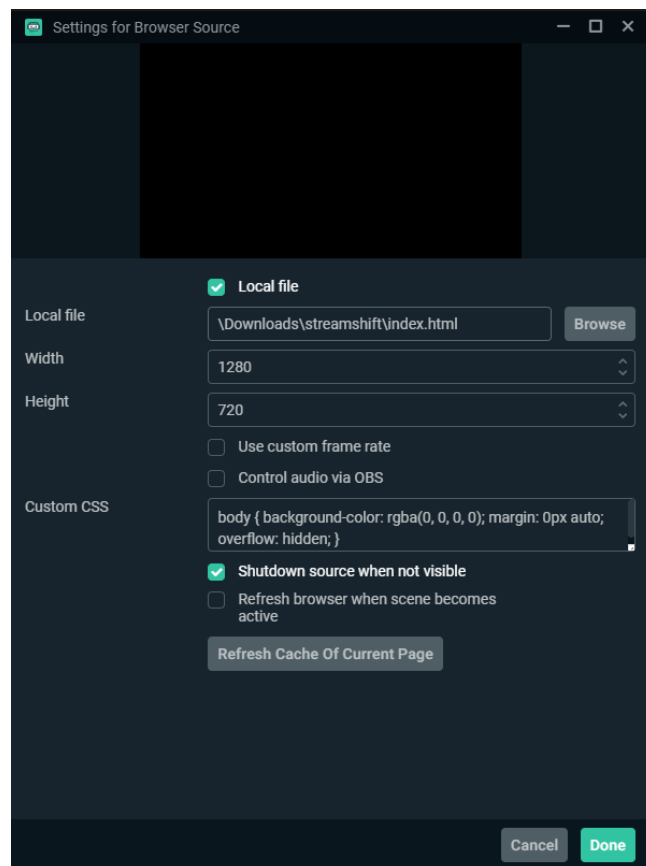 Settings for Browser Source
Local file
Local file
\Downloads\streamshift\index.html
Browse
Width
1280
Height
720
Use custom frame rate
Control audio via OBS
Custom CSS
body { background-color: rgba(0, 0, 0, 0); margin: 0px auto;
overflow: hidden; }
Shutdown source when not visible
Refresh browser when scene becomes
active
Refresh Cache Of Current Page
Cancel
Done